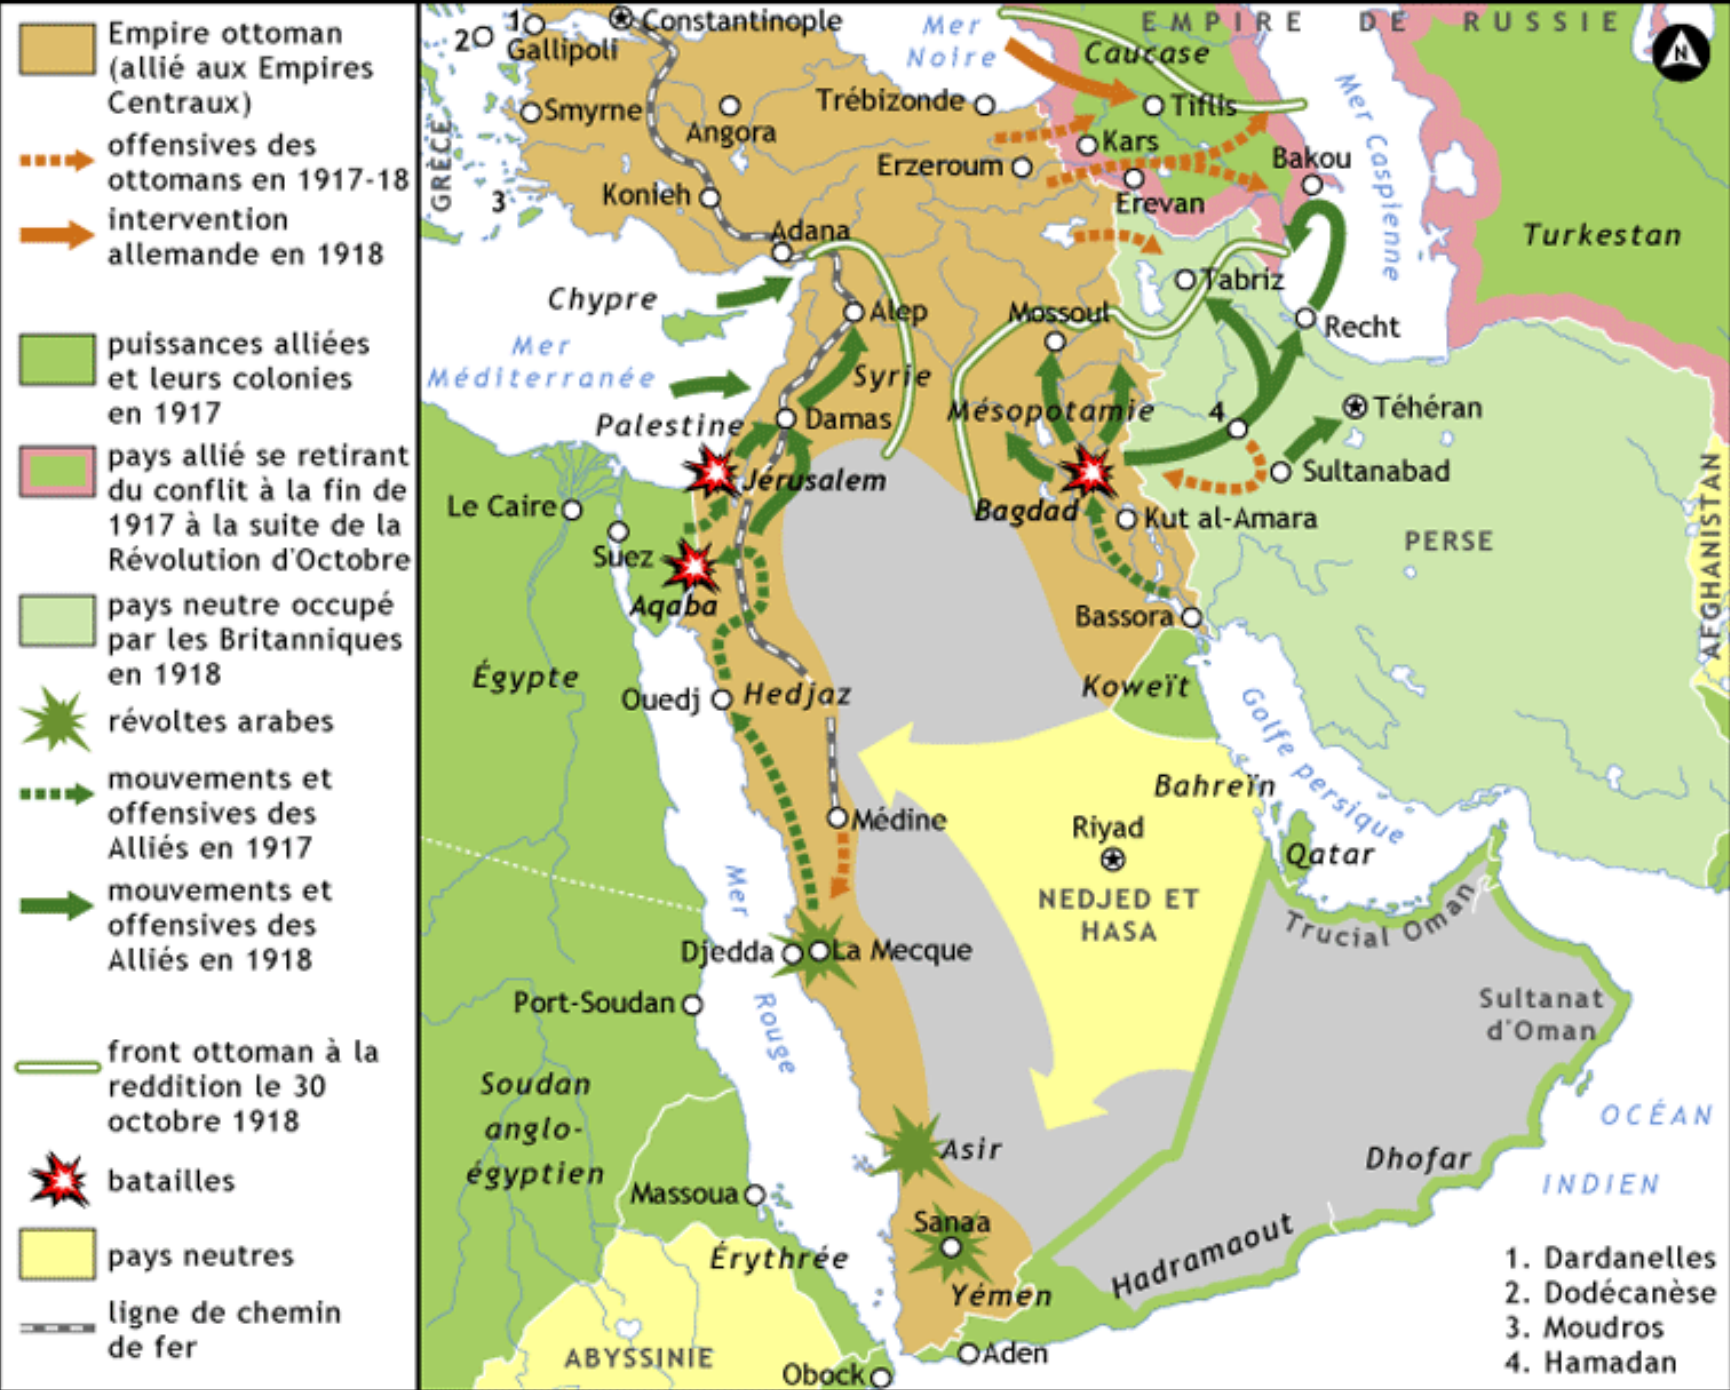 Empire ottoman
(allié aux Empires
Centraux)
offensives des
ottomans en 1917-18
intervention
allemande en 1918
puissances alliées
et leurs colonies
en 1917
pays allié se retirant
du conflit à la fin de
1917 à la suite de la
Révolution d'Octobre
pays neutre occupé
par les Britanniques
en 1918
révoltes arabes
mouvements et
offensives des
Alliés en 1917
mouvements et
offensives des
Alliés en 1918
front ottoman à la
reddition le 30
octobre 1918
batailles
pays neutres
ligne de chemin
de fer
1
2
Gallipoli
Constantinople
Mer
Noire
EMPIRE DE RUSSIE
N
Caucase
Smyrne
Angora
Trébizonde
Tiflis
Kars
Mer Caspienne
GRÈCE
3
Konieh
Erzeroum
Erevan
Bakou
Turkestan
Adana
Chypre
Tabriz
Alep
Mossoul
Recht
Mer
Méditerranée
Syrie
Palestine
Damas
Mésopotamie
4
Téhéran
Jérusalem
Sultanabad
Le Caire
Bagdad
Kut al-Amara
PERSE
AFGHANISTAN
Suez
Aqaba
Bassora
Égypte
Ouedj
Hedjaz
Koweït
Golfe persique
Bahreïn
Médine
Riyad
NEDJED ET
HASA
Qatar
Trucial Oman
Mer
Rouge
Djedda
La Mecque
Port-Soudan
Sultanat
d'Oman
Soudan
anglo-
égyptien
Asir
Dhofar
OCÉAN
INDIEN
Massoua
Sanaa
Érythrée
Yémen
Hadramaout
ABYSSINIE
Obock
Aden
1. Dardanelles
2. Dodécanèse
3. Moudros
4. Hamadan